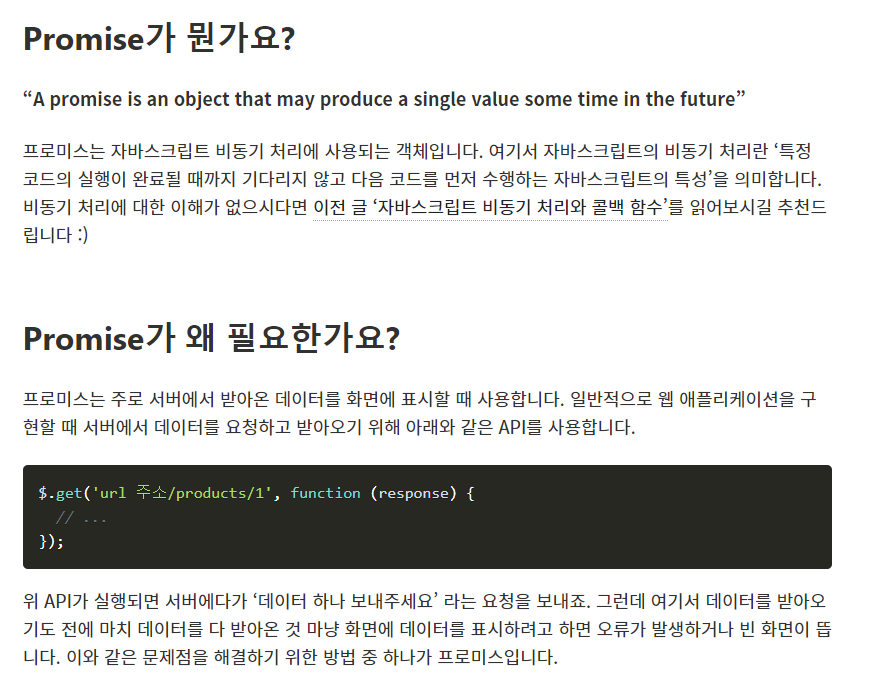 Promise가 뭔가요?
“A promise is an object that may produce a single value some time in the future”
프로미스는 자바스크립트 비동기 처리에 사용되는 객체입니다. 여기서 자바스크립트의 비동기 처리란 ‘특정
코드의 실행이 완료될 때까지 기다리지 않고 다음 코드를 먼저 수행하는 자바스크립트의 특성’을 의미합니다.
비동기 처리에 대한 이해가 없으시다면 이전 글 ‘자바스크립트 비동기 처리와 콜백 함수’를 읽어보시길 추천드
립니다 :)
Promise가 왜 필요한가요?
프로미스는 주로 서버에서 받아온 데이터를 화면에 표시할 때 사용합니다. 일반적으로 웹 애플리케이션을 구
현할 때 서버에서 데이터를 요청하고 받아오기 위해 아래와 같은 API를 사용합니다.
$.get('url 주소/products/1', function (response) {
  // ...
});
위 API가 실행되면 서버에다가 ‘데이터 하나 보내주세요’ 라는 요청을 보내죠. 그런데 여기서 데이터를 받아오
기도 전에 마치 데이터를 다 받아온 것 마냥 화면에 데이터를 표시하려고 하면 오류가 발생하거나 빈 화면이 뜹
니다. 이와 같은 문제점을 해결하기 위한 방법 중 하나가 프로미스입니다.